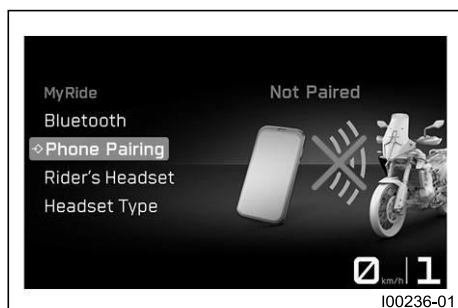 MyRide
Not Paired
Bluetooth
Phone Pairing
Rider's Headset
Headset Type
0 km/h 1
I00236-01